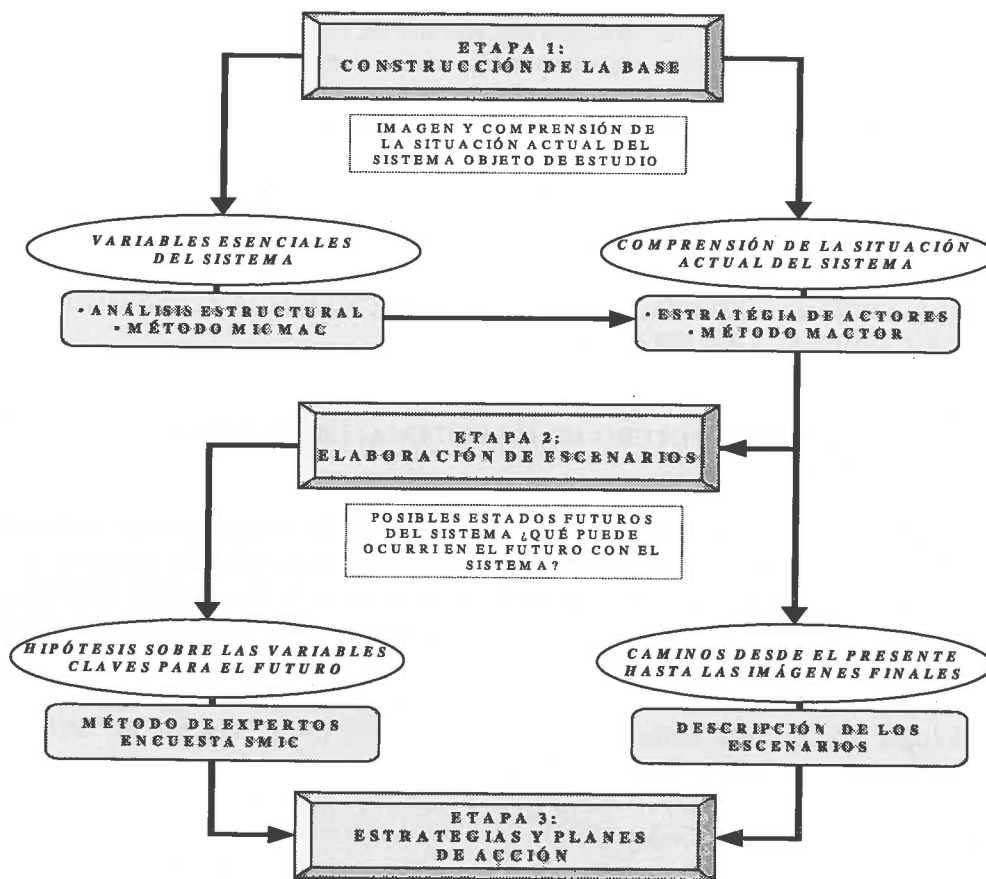 ETAPA 1:
CONSTRUCCIÓN DE LA BASE
IMAGEN Y COMPRENSIÓN DE
LA SITUACIÓN ACTUAL DEL
SISTEMA OBJETO DE ESTUDIO
VARIABLES ESENCIALES
DEL SISTEMA
COMPRENSIÓN DE LA SITUACIÓN
ACTUAL DEL SISTEMA
• ANÁLISIS ESTRUCTURAL
• MÉTODO MICMAC
• ESTRATÉGIA DE ACTORES
• MÉTODO MACTOR
ETAPA 2:
ELABORACIÓN DE ESCENARIOS
POSIBLES ESTADOS FUTUROS
DEL SISTEMA ¿QUÉ PUEDE
OCURRI EN EL FUTURO CON EL
SISTEMA?
HIPÓTESIS SOBRE LAS VARIABLES
CLAVES PARA EL FUTURO
CAMINOS DESDE EL PRESENTE
HASTA LAS IMÁGENES FINALES
MÉTODO DE EXPERTOS
ENCUESTA SMIC
DESCRIPCIÓN DE LOS
ESCENARIOS
ETAPA 3:
ESTRATEGIAS Y PLANES
DE ACCIÓN